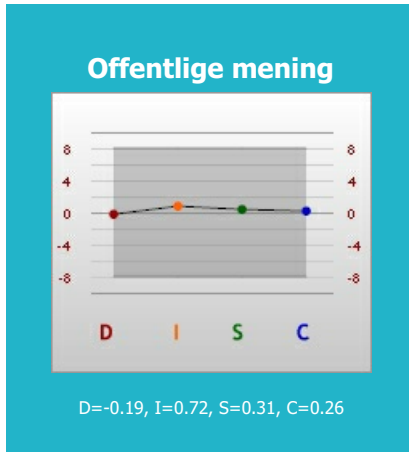 Offentlige mening
8 8
4 4
0 0
-4 -4
-8 -8
D I S C
D=-0.19, I=0.72, S=0.31, C=0.26